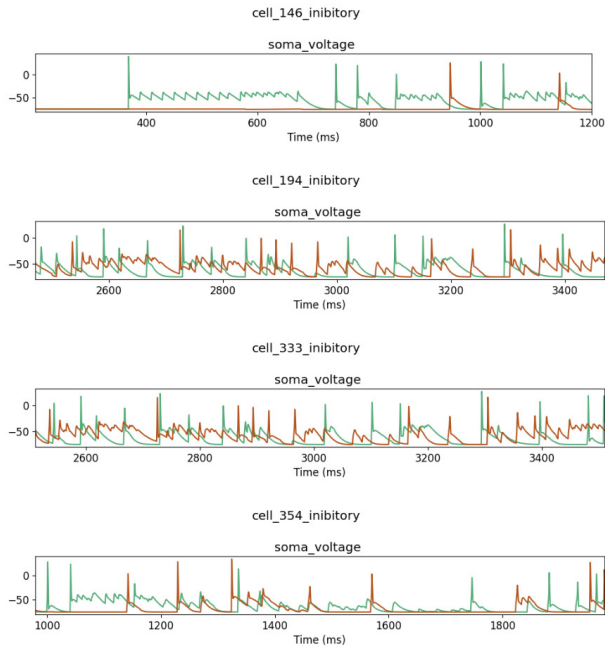 cell_146_inibitory
soma_voltage
0
−50
400 600 800 1000 1200
Time (ms)
cell_194_inibitory
soma_voltage
0
−50
2600 2800 3000 3200 3400
Time (ms)
cell_333_inibitory
soma_voltage
0
−50
2600 2800 3000 3200 3400
Time (ms)
cell_354_inibitory
soma_voltage
0
−50
1000 1200 1400 1600 1800
Time (ms)